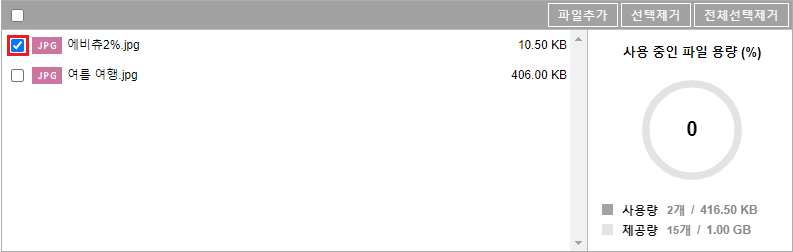 파일추가 선택제거 전체선택제거
JPG 에비츄2%.jpg 10.50 KB
JPG 여름 여행.jpg 406.00 KB
사용 중인 파일 용량 (%)
0
사용량 2개 / 416.50 KB
제공량 15개 / 1.00 GB